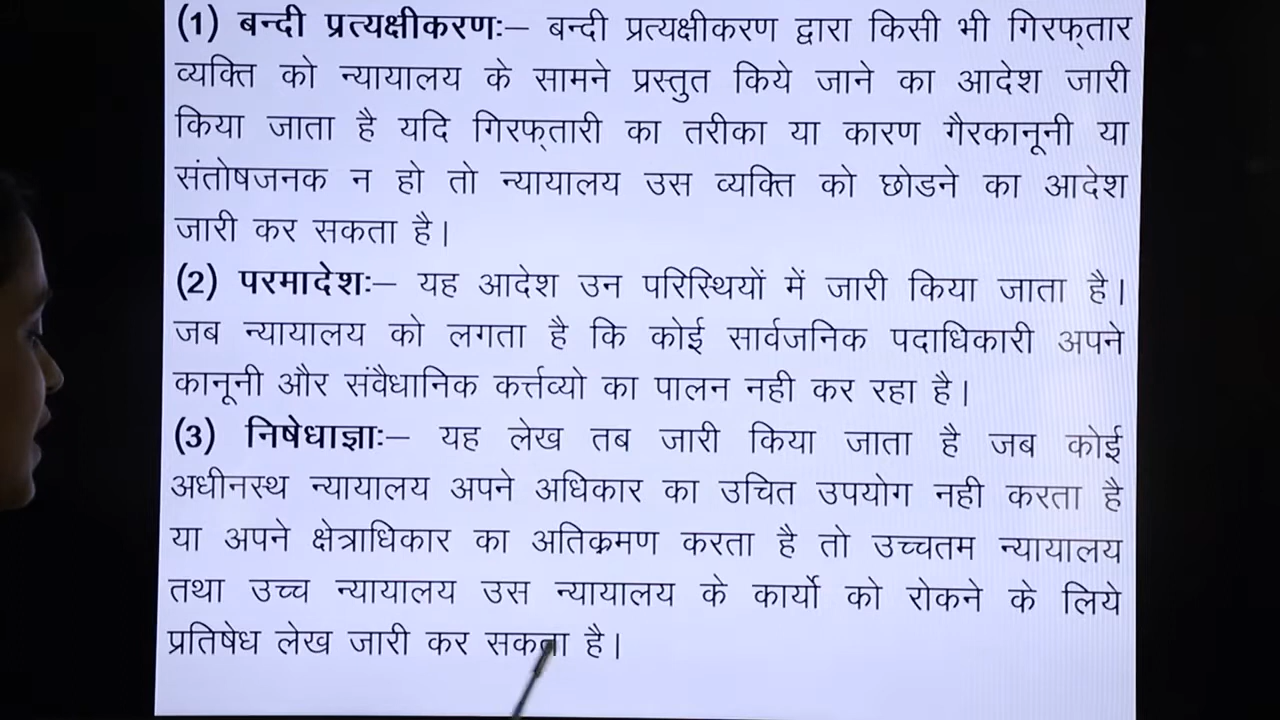 (1) बन्दी प्रत्यक्षीकरणः– बन्दी प्रत्यक्षीकरण द्वारा किसी भी गिरफ्तार
व्यक्ति को न्यायालय के सामने प्रस्तुत किये जाने का आदेश जारी
किया जाता है यदि गिरफ्तारी का तरीका या कारण गैरकानूनी या
संतोषजनक न हो तो न्यायालय उस व्यक्ति को छोडने का आदेश
जारी कर सकता है।
(2) परमादेशः– यह आदेश उन परिस्थियों में जारी किया जाता है।
जब न्यायालय को लगता है कि कोई सार्वजनिक पदाधिकारी अपने
कानूनी और संवैधानिक कर्त्तव्यो का पालन नही कर रहा है।
(3) निषेधाज्ञाः– यह लेख तब जारी किया जाता है जब कोई
अधीनस्थ न्यायालय अपने अधिकार का उचित उपयोग नही करता है
या अपने क्षेत्राधिकार का अतिक्रमण करता है तो उच्चतम न्यायालय
तथा उच्च न्यायालय उस न्यायालय के कार्यो को रोकने के लिये
प्रतिषेध लेख जारी कर सकता है।